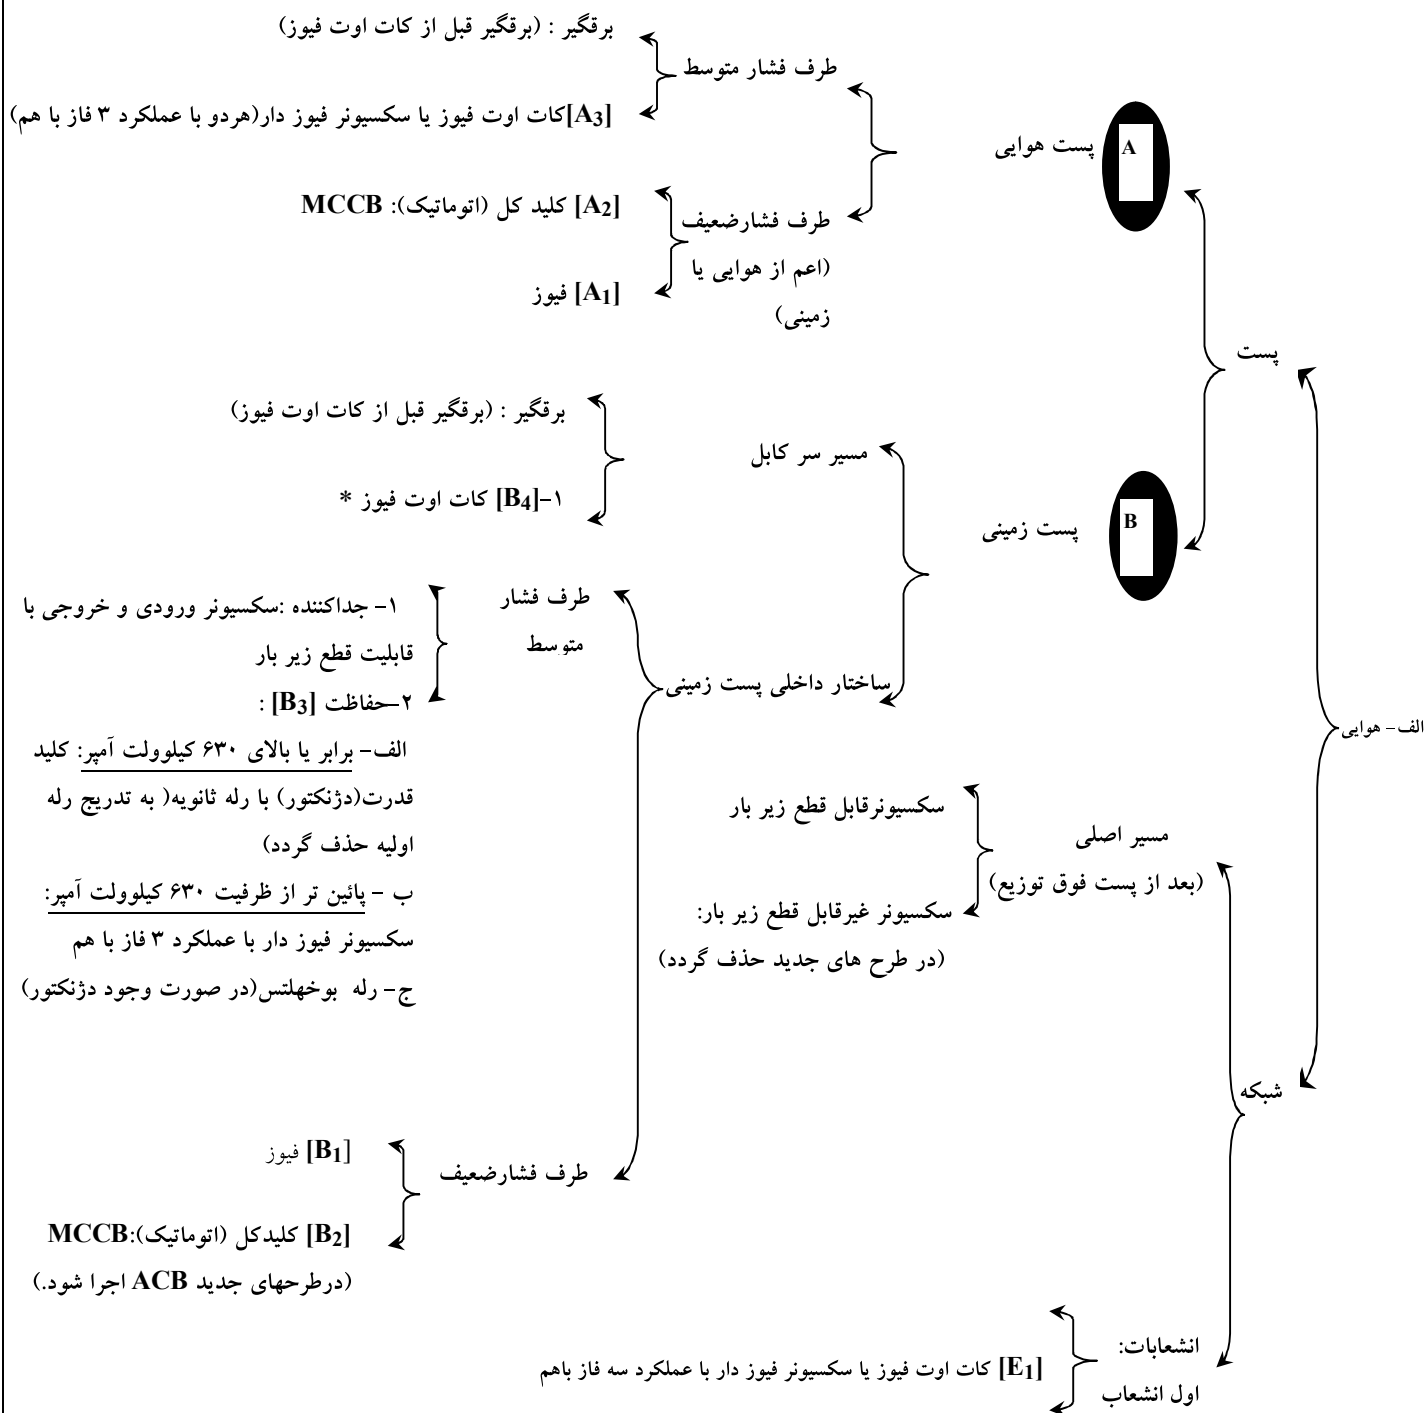 الف- هوایی
پست
پست هوایی
A
طرف فشار متوسط
برقگیر : (برقگیر قبل از کات اوت فیوز)
[A3]کات اوت فیوز یا سکسیونر فیوز دار(هردو با عملکرد ۳ فاز با هم)
طرف فشارضعیف
(اعم از هوایی یا
زمینی)
[A2] کلید کل (اتوماتیک): MCCB
[A1] فیوز
پست زمینی
B
مسیر سر کابل
برقگیر : (برقگیر قبل از کات اوت فیوز)
۱-[B4] کات اوت فیوز *
ساختار داخلی پست زمینی
طرف فشار
متوسط
۱- جداکننده :سکسیونر ورودی و خروجی با
قابلیت قطع زیر بار
۲-حفاظت [B3] :
الف- برابر یا بالای ۶۳۰ کیلوولت آمپر: کلید
قدرت(دژنکتور) با رله ثانویه( به تدریج رله
اولیه حذف گردد)
ب - پائین تر از ظرفیت ۶۳۰ کیلوولت آمپر:
سکسیونر فیوز دار با عملکرد ۳ فاز با هم
ج- رله بوخهلتس(در صورت وجود دژنکتور)
طرف فشارضعیف
[B1] فیوز
[B2] کلیدکل (اتوماتیک):MCCB
(درطرحهای جدید ACB اجرا شود.)
شبکه
مسیر اصلی
(بعد از پست فوق توزیع)
سکسیونرقابل قطع زیر بار
سکسیونر غیرقابل قطع زیر بار:
(در طرح های جدید حذف گردد)
انشعابات:
اول انشعاب
[E1] کات اوت فیوز یا سکسیونر فیوز دار با عملکرد سه فاز باهم